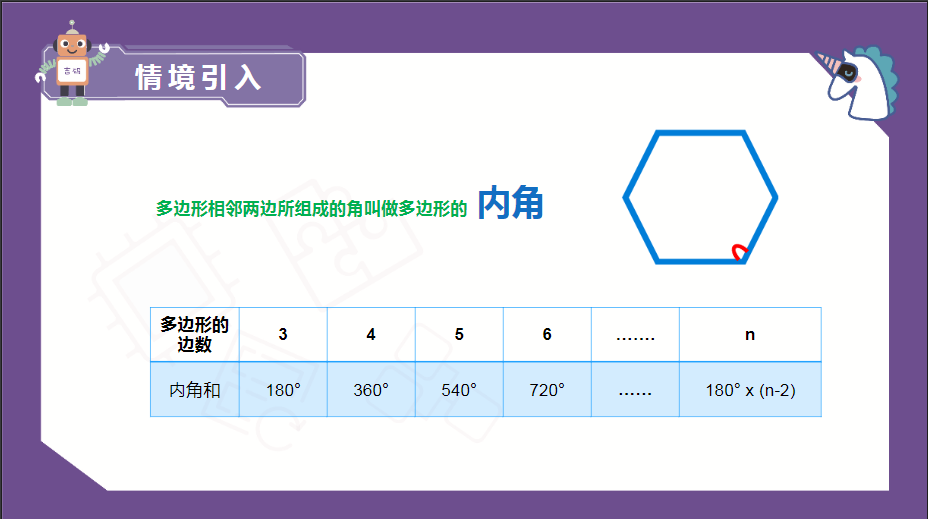 情境引入
多边形相邻两边所组成的角叫做多边形的 内角
多边形的
边数
3 4 5 6 ……. n
内角和 180° 360° 540° 720° …… 180° x (n-2)